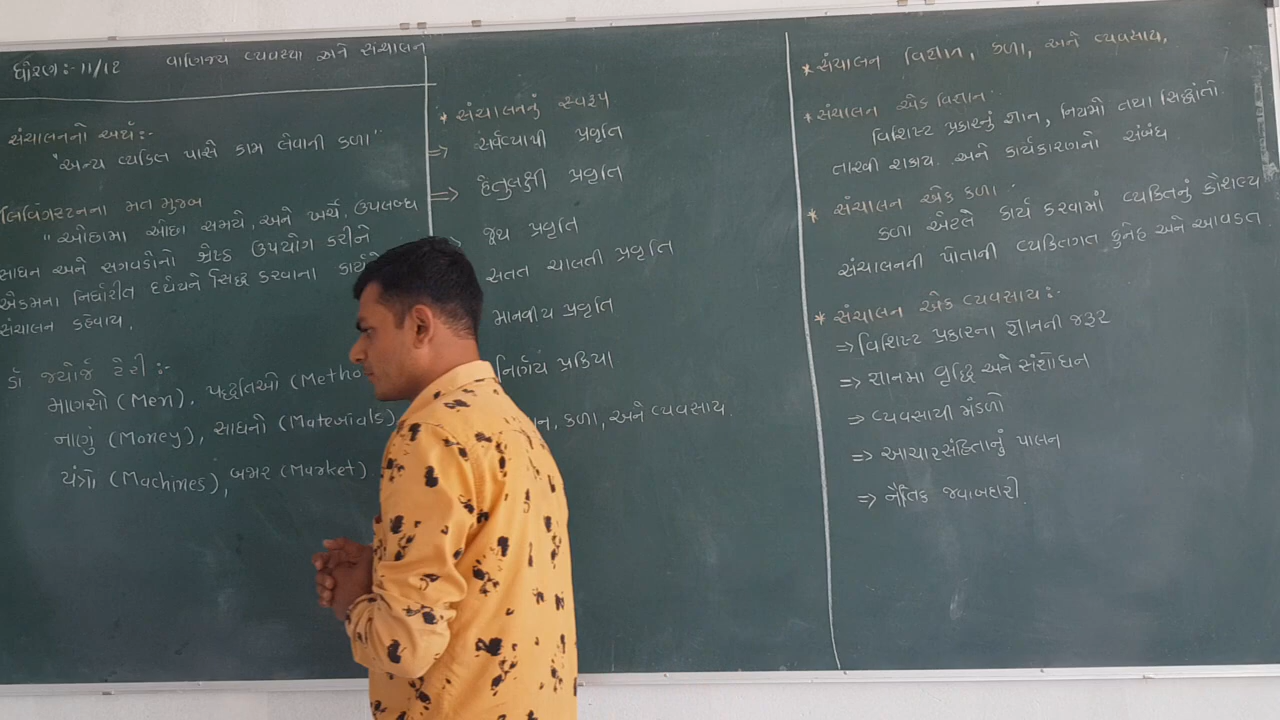 ધોરણ:- 11/12 વાણિજ્ય વ્યવસ્થા અને સંચાલન
સંચાલનનો અર્થ:-
"અન્ય વ્યકિત પાસે કામ લેવાની કળા"
લિવિંગસ્ટનના મત મુજબ
"ઓછામા ઓછા સમયે, અને ખર્ચે, ઉપલબ્ધ
સાધન અને સગવડોનો શ્રેષ્ઠ ઉપયોગ કરીને
એકમના નિર્ધારીત ધ્યેયને સિદ્ધ કરવાના કાર્યને
સંચાલન કહેવાય.
ડૉ જ્યોર્જ ટેરી:-
માણસો (Men), પદ્ધતિઓ (Metho
નાણું (Money), સાધનો (Materials)
યંત્રો (Machines), બજાર (Market)
* સંચાલનનું સ્વરૂપ
⇒ સર્વવ્યાપી પ્રવૃતિ
⇒ હેતુલક્ષી પ્રવૃતિ
જૂથ પ્રવૃતિ
સતત ચાલતી પ્રવૃતિ
માનવીય પ્રવૃતિ
નિર્ણય પ્રક્રિયા
ન, કળા, અને વ્યવસાય.
* સંચાલન વિજ્ઞાન, કળા, અને વ્યવસાય,
* સંચાલન એક વિજ્ઞાન
વિશિષ્ટ પ્રકારનું જ્ઞાન, નિયમો તથા સિદ્ધાંતો
તારવી શકાય. અને કાર્યકારણનો સંબંધ
* સંચાલન એક કળા
કળા એટલે કાર્ય કરવામાં વ્યકિતનું કૌશલ્ય
સંચાલનની પોતાની વ્યકિતગત કુનેહ અને આવડત
* સંચાલન એક વ્યવસાય:-
⇒ વિશિષ્ટ પ્રકારના જ્ઞાનની જરૂર
⇒ જ્ઞાનમા વૃદ્ધિ અને સંશોધન
⇒ વ્યવસાયી મંડળો
⇒ આચારસંહિતાનું પાલન
⇒ નૈતિક જવાબદારી.